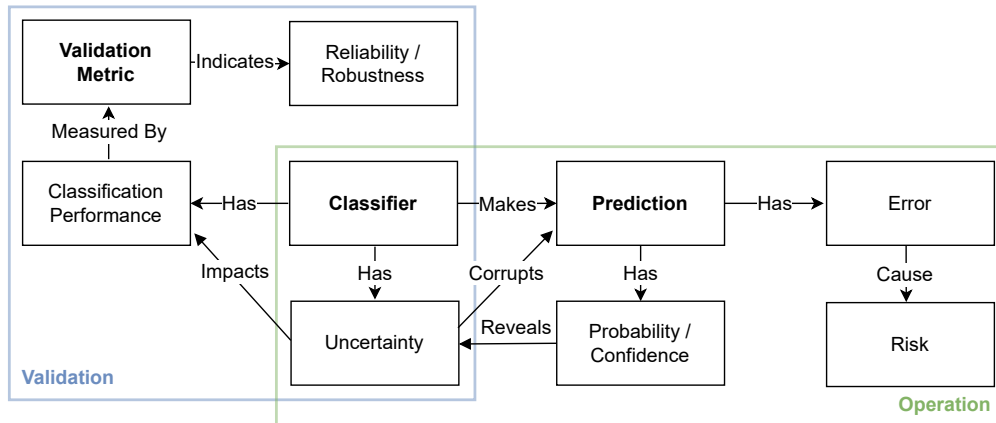 Validation
Metric
Indicates
Reliability /
Robustness
Measured By
Classification
Performance
Has
Classifier
Makes
Prediction
Has
Error
Impacts
Has
Corrupts
Has
Cause
Uncertainty
Reveals
Probability /
Confidence
Risk
Validation
Operation